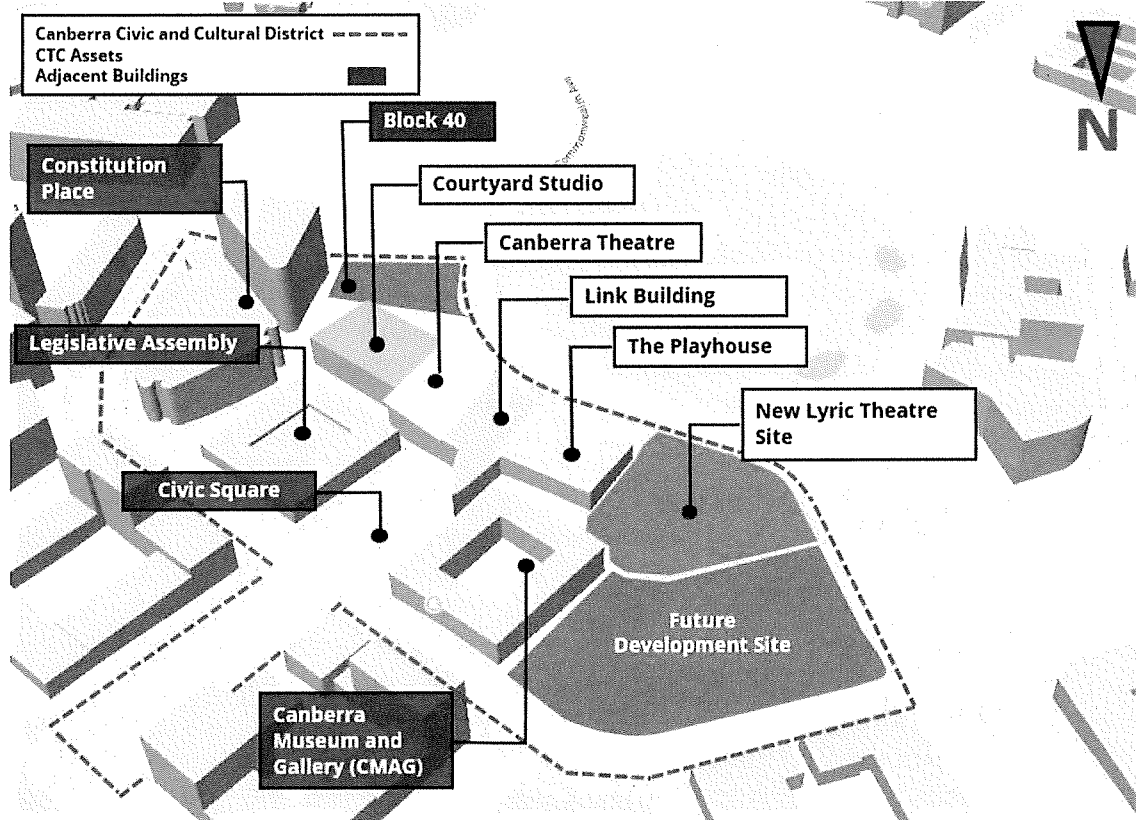 Canberra Civic and Cultural District
CTC Assets
Adjacent Buildings
N
Block 40
Constitution
Place
Courtyard Studio
Canberra Theatre
Link Building
Legislative Assembly
The Playhouse
New Lyric Theatre
Site
Civic Square
Future
Development Site
Canberra
Museum and
Gallery (CMAG)